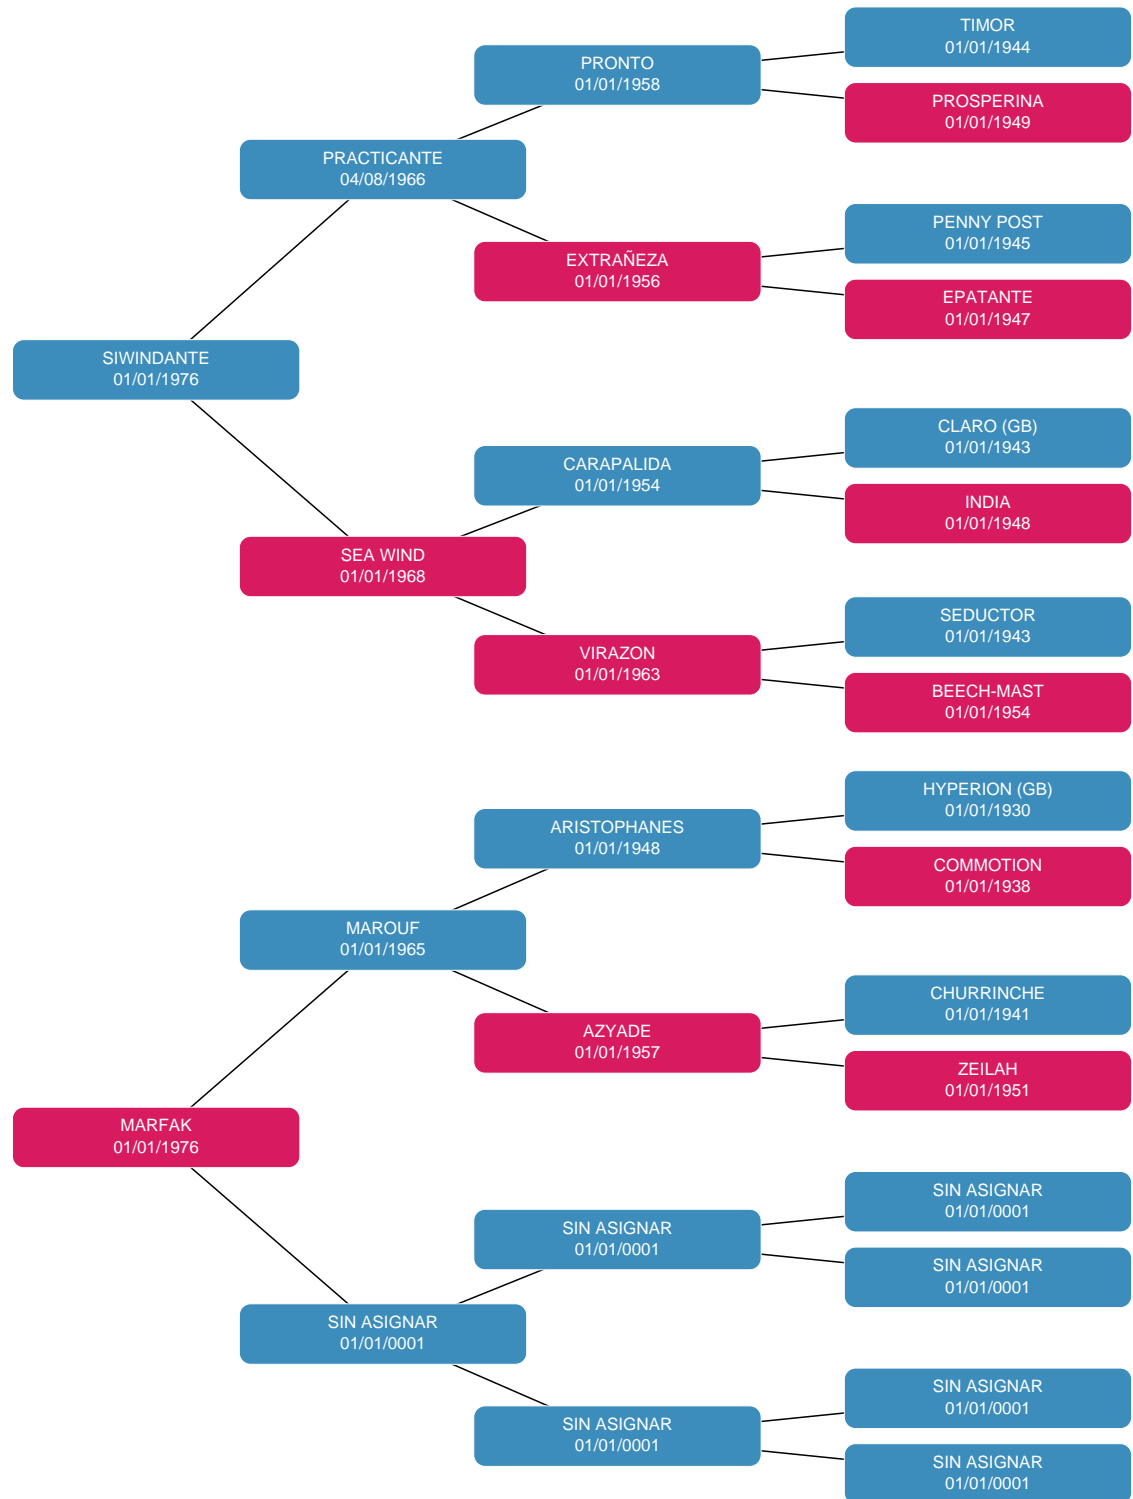 TIMOR
01/01/1944
PRONTO
01/01/1958
PROSPERINA
01/01/1949
PRACTICANTE
04/08/1966
PENNY POST
01/01/1945
EXTRAÑEZA
01/01/1956
EPATANTE
01/01/1947
SIWINDANTE
01/01/1976
CLARO (GB)
01/01/1943
CARAPALIDA
01/01/1954
INDIA
01/01/1948
SEA WIND
01/01/1968
SEDUCTOR
01/01/1943
VIRAZON
01/01/1963
BEECH-MAST
01/01/1954
HYPERION (GB)
01/01/1930
ARISTOPHANES
01/01/1948
COMMOTION
01/01/1938
MAROUF
01/01/1965
CHURRINCHE
01/01/1941
AZYADE
01/01/1957
ZEILAH
01/01/1951
MARFAK
01/01/1976
SIN ASIGNAR
01/01/0001
SIN ASIGNAR
01/01/0001
SIN ASIGNAR
01/01/0001
SIN ASIGNAR
01/01/0001
SIN ASIGNAR
01/01/0001
SIN ASIGNAR
01/01/0001
SIN ASIGNAR
01/01/0001